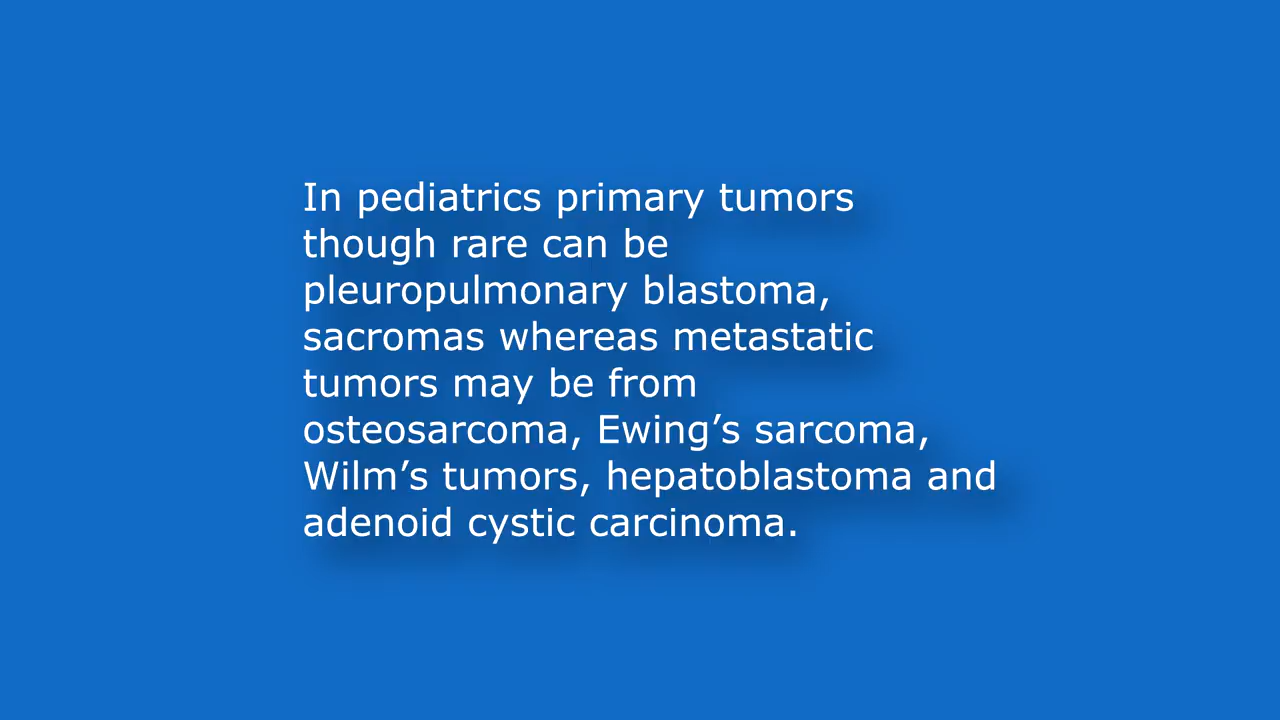 In pediatrics primary tumors
though rare can be
pleuropulmonary blastoma,
sacromas whereas metastatic
tumors may be from
osteosarcoma, Ewing’s sarcoma,
Wilm’s tumors, hepatoblastoma and
adenoid cystic carcinoma.